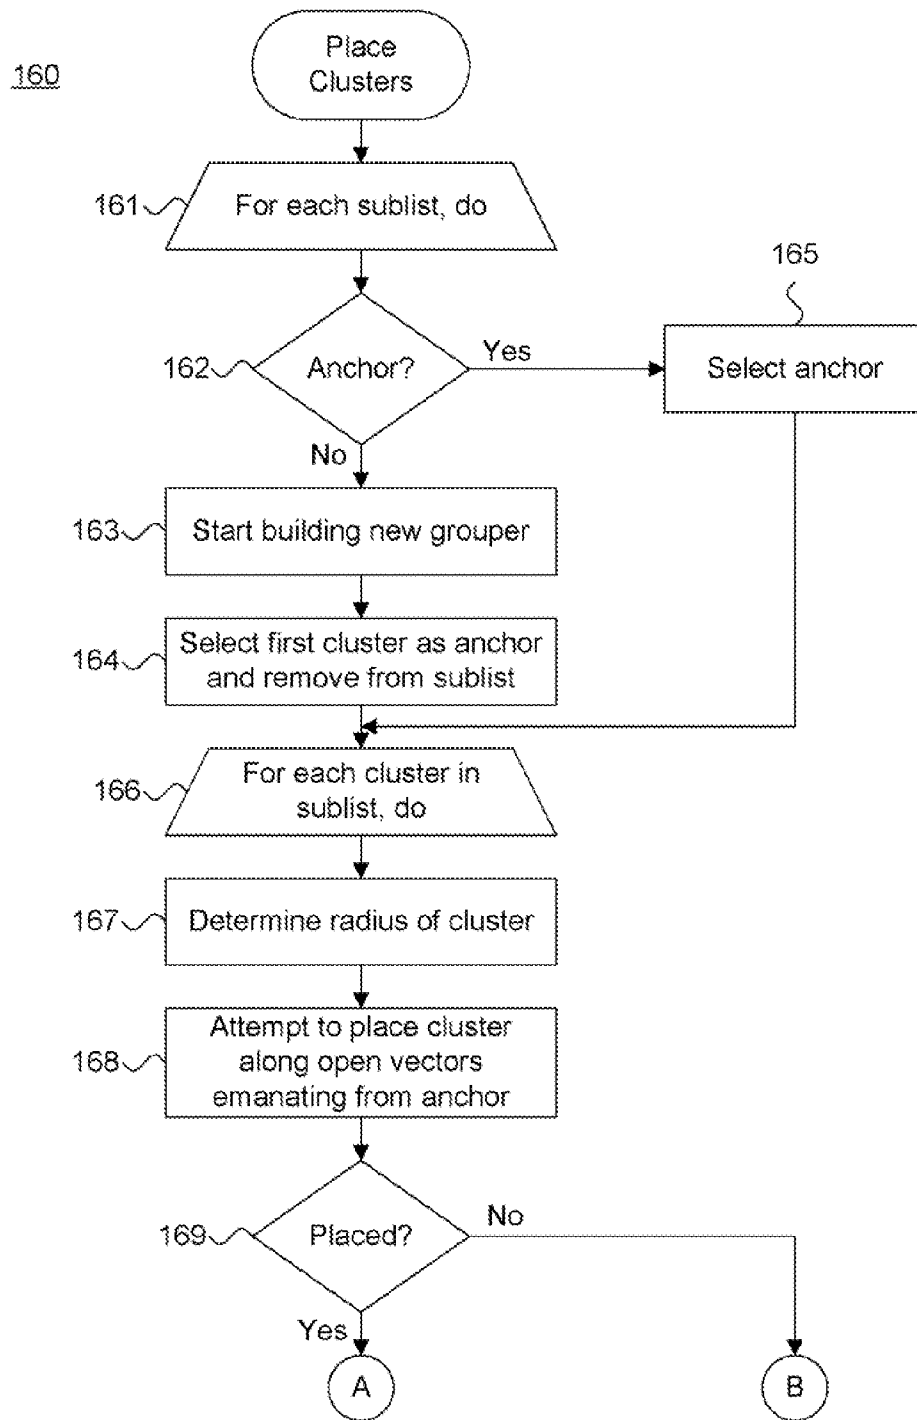 160
Place
Clusters
161
For each sublist, do
165
162
Anchor?
Yes
Select anchor
No
163
Start building new grouper
164
Select first cluster as anchor
and remove from sublist
166
For each cluster in
sublist, do
167
Determine radius of cluster
168
Attempt to place cluster
along open vectors
emanating from anchor
169
Placed?
No
Yes
A
B